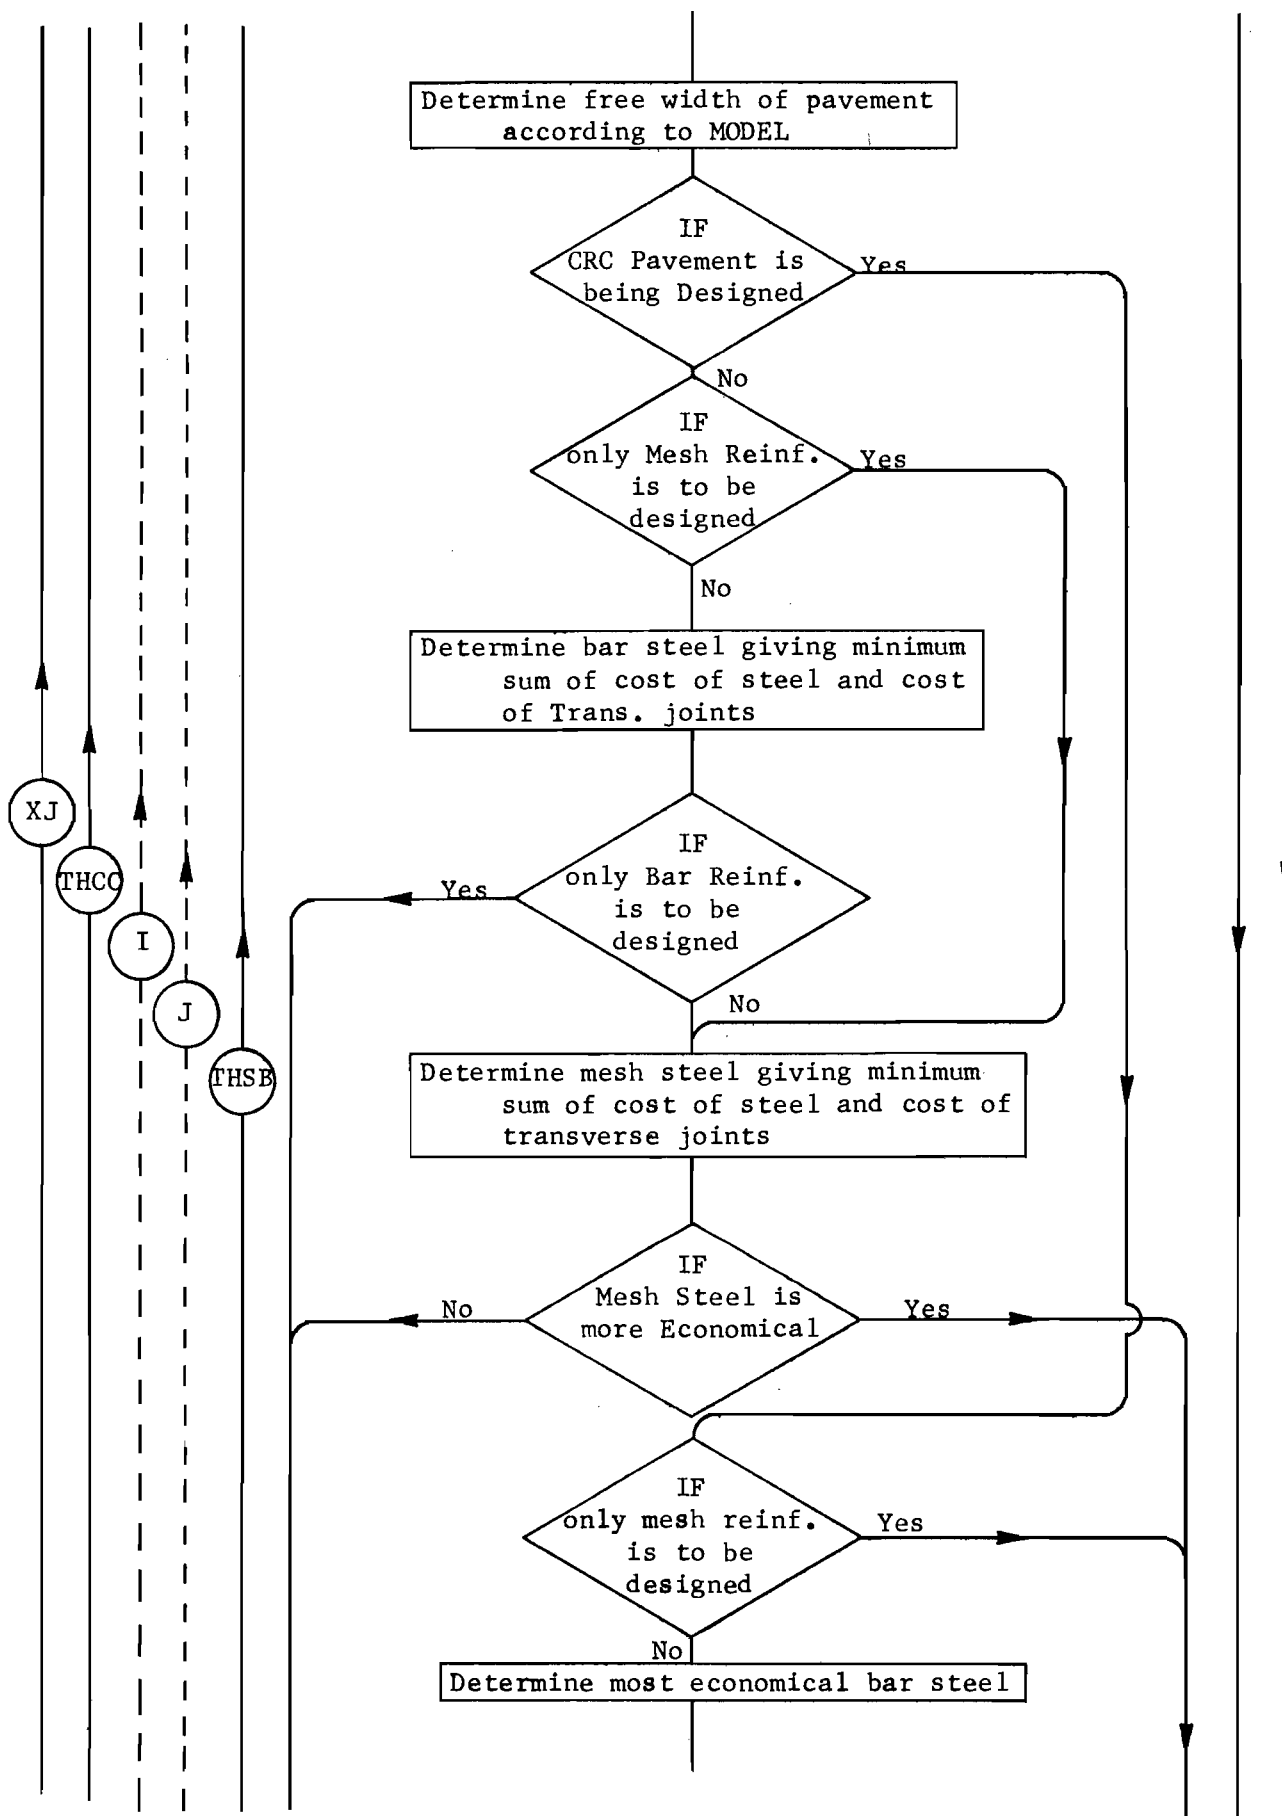 Determine free width of pavement
according to MODEL
IF
CRC Pavement is
being Designed
Yes
No
IF
only Mesh Reinf.
is to be
designed
Yes
No
Determine bar steel giving minimum
sum of cost of steel and cost
of Trans. joints
XJ
THCC
I
J
THSB
IF
only Bar Reinf.
is to be
designed
Yes
No
Determine mesh steel giving minimum
sum of cost of steel and cost of
transverse joints
IF
Mesh Steel is
more Economical
No
Yes
IF
only mesh reinf.
is to be
designed
Yes
No
Determine most economical bar steel